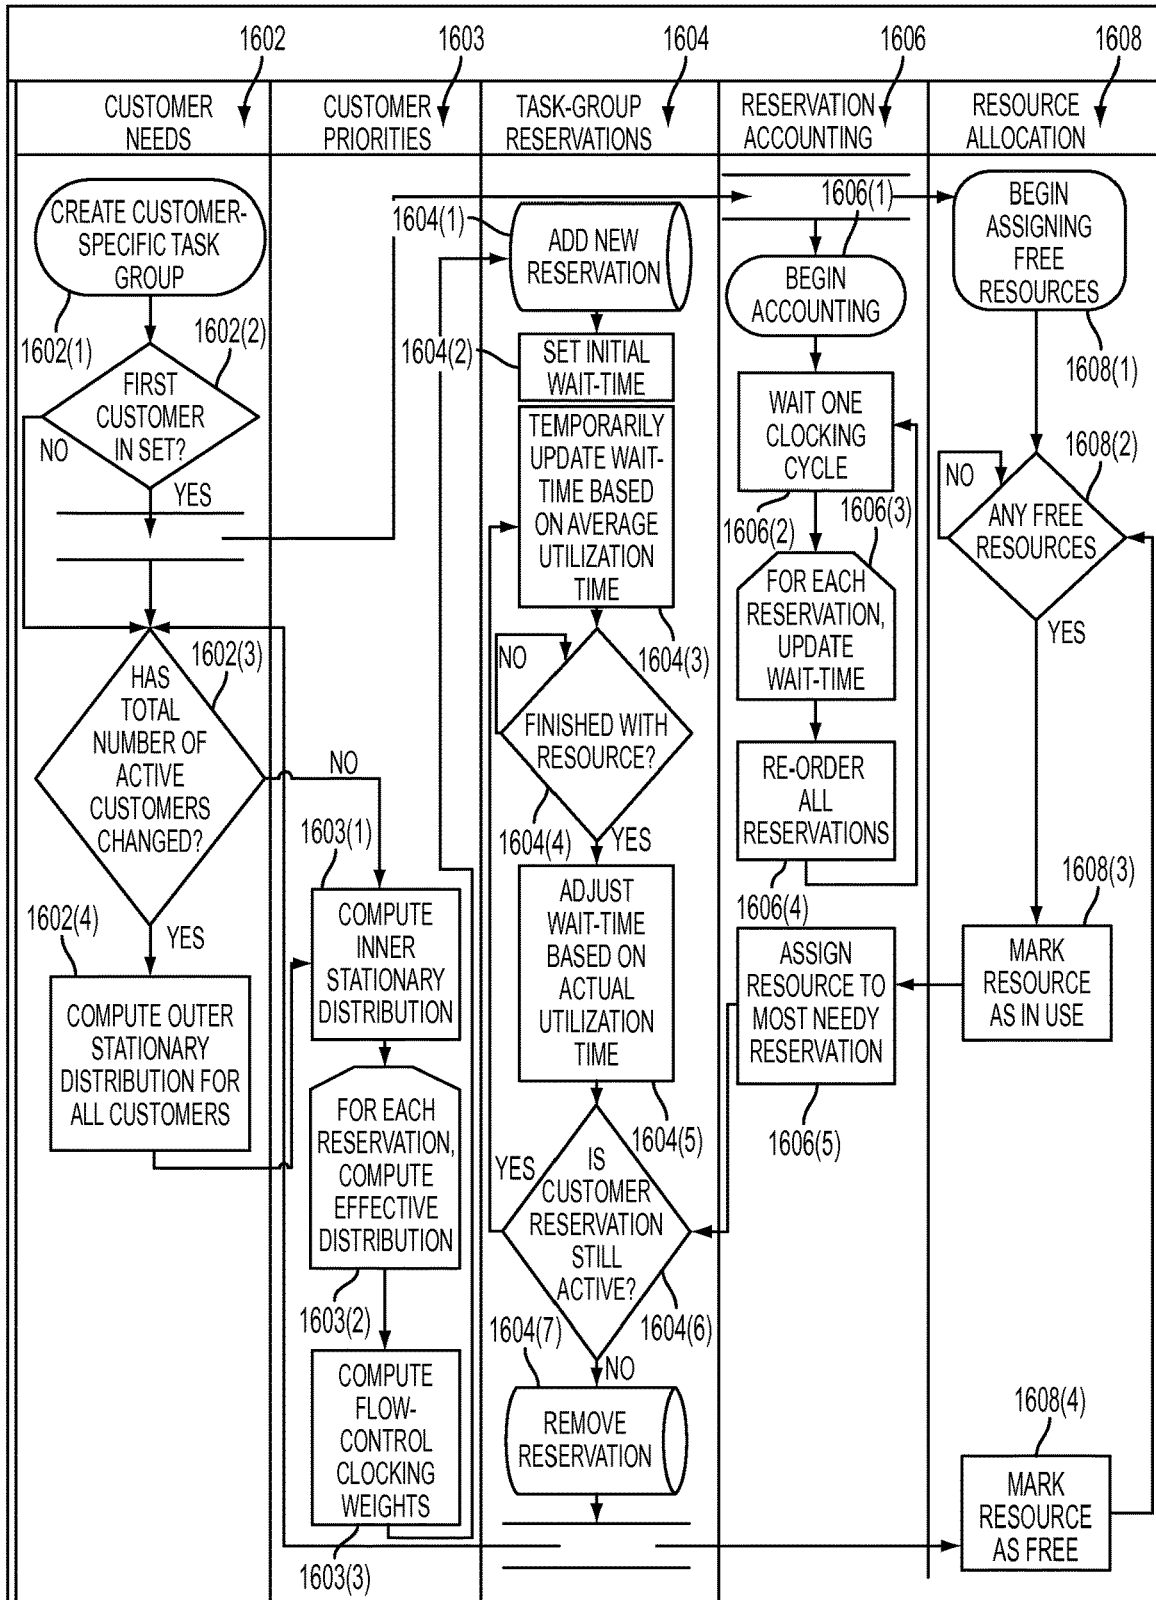 1602
1603
1604
1606
1608
CUSTOMER
NEEDS
CUSTOMER
PRIORITIES
TASK-GROUP
RESERVATIONS
RESERVATION
ACCOUNTING
RESOURCE
ALLOCATION
CREATE CUSTOMER-
SPECIFIC TASK
GROUP
1602(1)
1602(2)
FIRST
CUSTOMER
IN SET?
NO
YES
1602(3)
HAS
TOTAL
NUMBER OF
ACTIVE
CUSTOMERS
CHANGED?
NO
YES
1602(4)
COMPUTE OUTER
STATIONARY
DISTRIBUTION FOR
ALL CUSTOMERS
1603(1)
COMPUTE
INNER
STATIONARY
DISTRIBUTION
FOR EACH
RESERVATION,
COMPUTE
EFFECTIVE
DISTRIBUTION
1603(2)
COMPUTE
FLOW-
CONTROL
CLOCKING
WEIGHTS
1603(3)
1604(1)
ADD NEW
RESERVATION
1604(2)
SET INITIAL
WAIT-TIME
TEMPORARILY
UPDATE WAIT-
TIME BASED
ON AVERAGE
UTILIZATION
TIME
1604(3)
NO
FINISHED WITH
RESOURCE?
1604(4)
YES
ADJUST
WAIT-TIME
BASED ON
ACTUAL
UTILIZATION
TIME
1604(5)
YES
IS
CUSTOMER
RESERVATION
STILL
ACTIVE?
1604(6)
1604(7)
NO
REMOVE
RESERVATION
1606(1)
BEGIN
ACCOUNTING
WAIT ONE
CLOCKING
CYCLE
1606(2)
1606(3)
FOR EACH
RESERVATION,
UPDATE
WAIT-TIME
RE-ORDER
ALL
RESERVATIONS
1606(4)
ASSIGN
RESOURCE TO
MOST NEEDY
RESERVATION
1606(5)
BEGIN
ASSIGNING
FREE
RESOURCES
1608(1)
1608(2)
NO
ANY FREE
RESOURCES
YES
1608(3)
MARK
RESOURCE
AS IN USE
1608(4)
MARK
RESOURCE
AS FREE